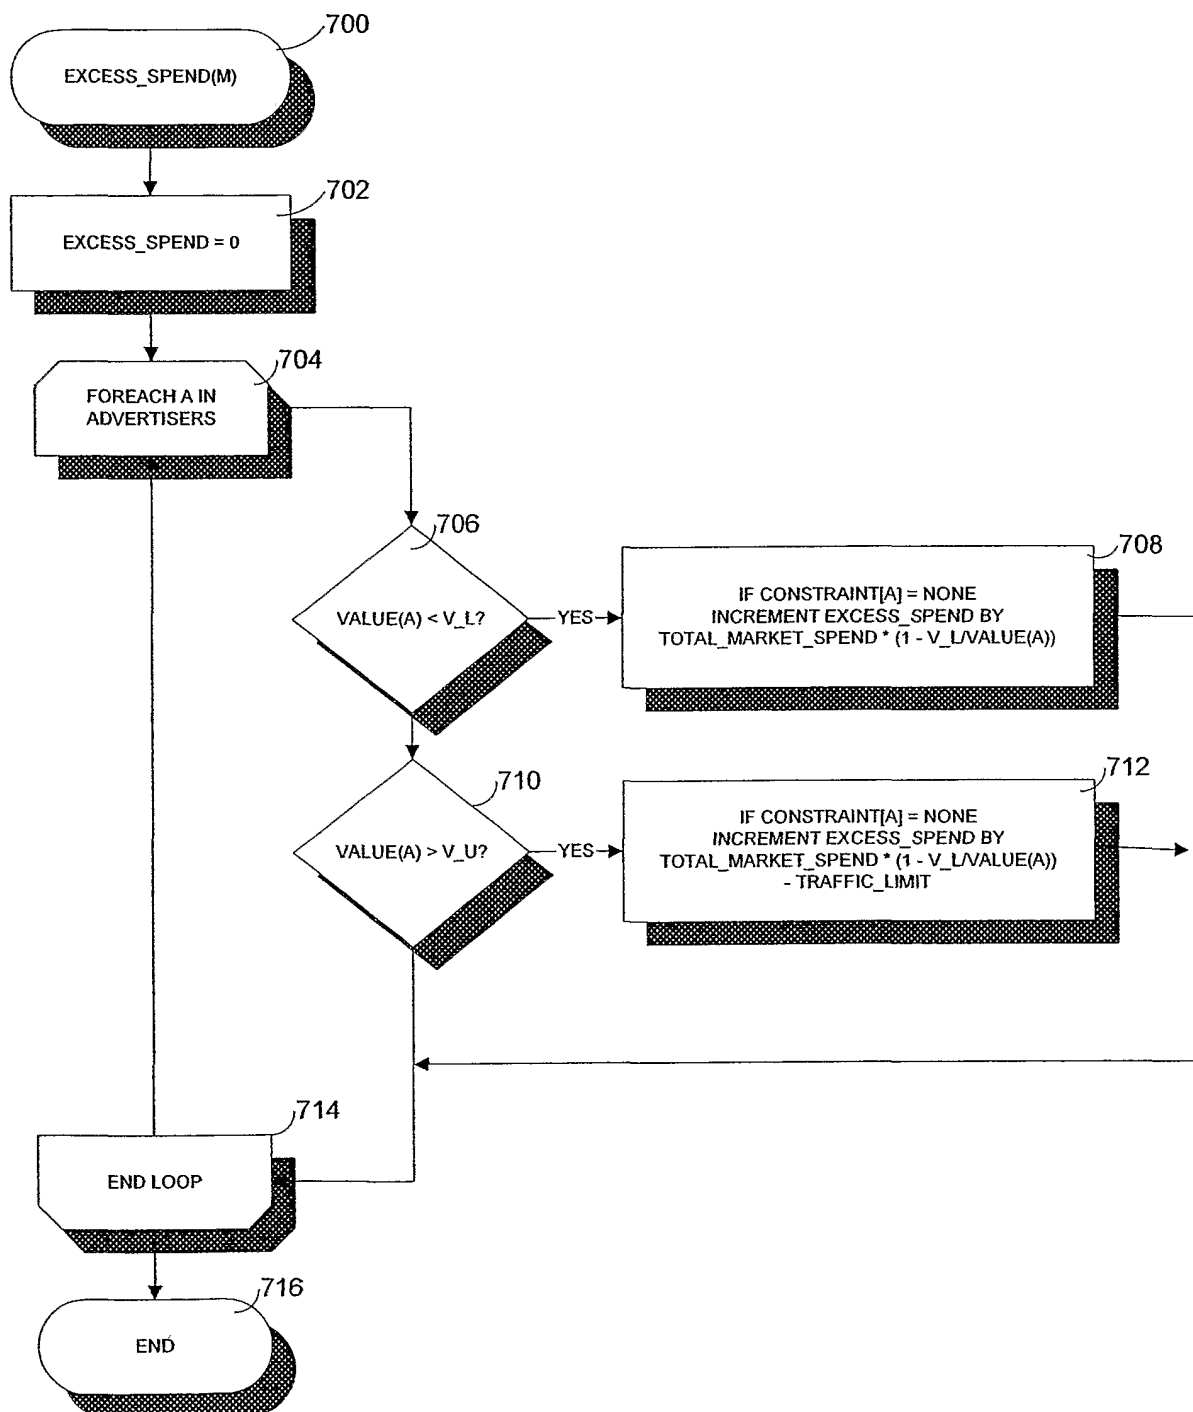 700
EXCESS_SPEND(M)
702
EXCESS_SPEND = 0
704
FOREACH A IN
ADVERTISERS
706
VALUE(A) < V_L?
YES
708
IF CONSTRAINT[A] = NONE
INCREMENT EXCESS_SPEND BY
TOTAL_MARKET_SPEND * (1 - V_L/VALUE(A))
710
VALUE(A) > V_U?
YES
712
IF CONSTRAINT[A] = NONE
INCREMENT EXCESS_SPEND BY
TOTAL_MARKET_SPEND * (1 - V_L/VALUE(A))
- TRAFFIC_LIMIT
714
END LOOP
716
END